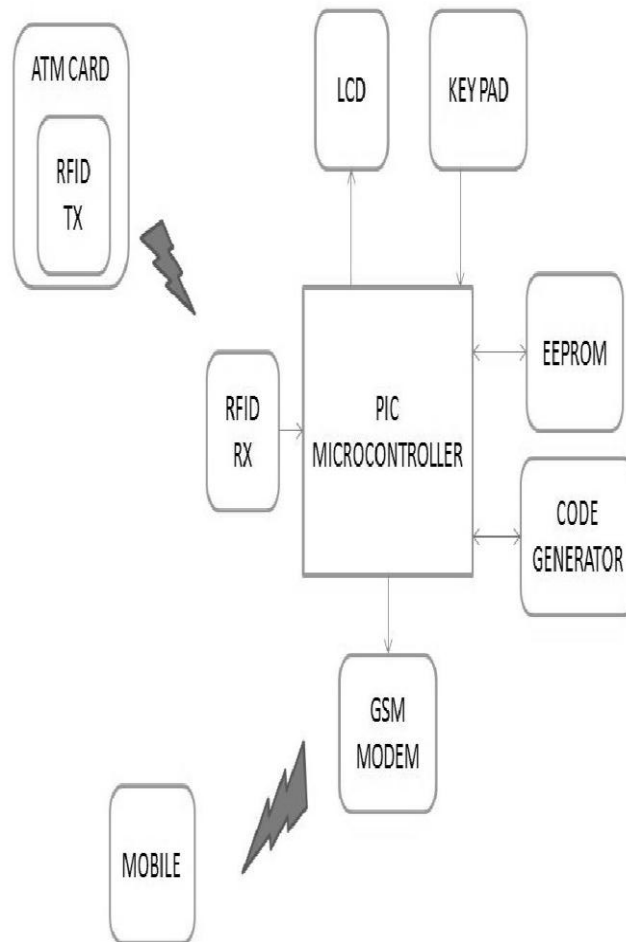 ATM CARD
RFID
TX
LCD
KEY PAD
EEPROM
RFID
RX
PIC
MICROCONTROLLER
CODE
GENERATOR
GSM
MODEM
MOBILE